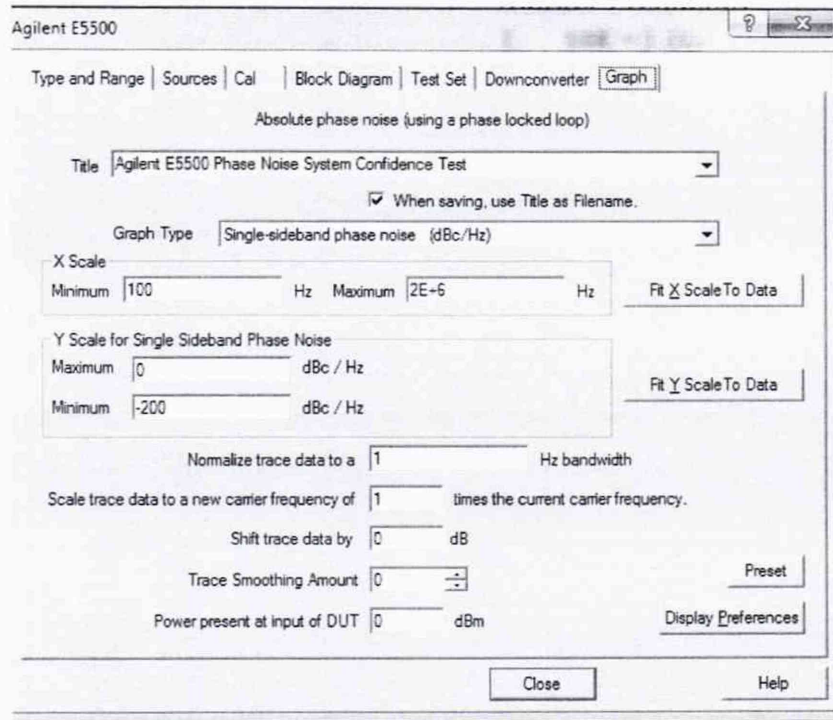 Agilent E5500
Type and Range Sources Cal Block Diagram Test Set Downconverter Graph
Absolute phase noise (using a phase locked loop)
Title Agilent E5500 Phase Noise System Confidence Test
When saving, use Title as Filename.
Graph Type Single-sideband phase noise (dBc/Hz)
X Scale
Minimum 100 Hz Maximum 2E+6 Hz Fit X Scale To Data
Y Scale for Single Sideband Phase Noise
Maximum 0 dBc / Hz
Fit Y Scale To Data
Minimum -200 dBc / Hz
Normalize trace data to a 1 Hz bandwidth
Scale trace data to a new carrier frequency of 1 times the current carrier frequency.
Shift trace data by 0 dB
Trace Smoothing Amount 0
Preset
Power present at input of DUT 0 dBm Display Preferences
Close Help